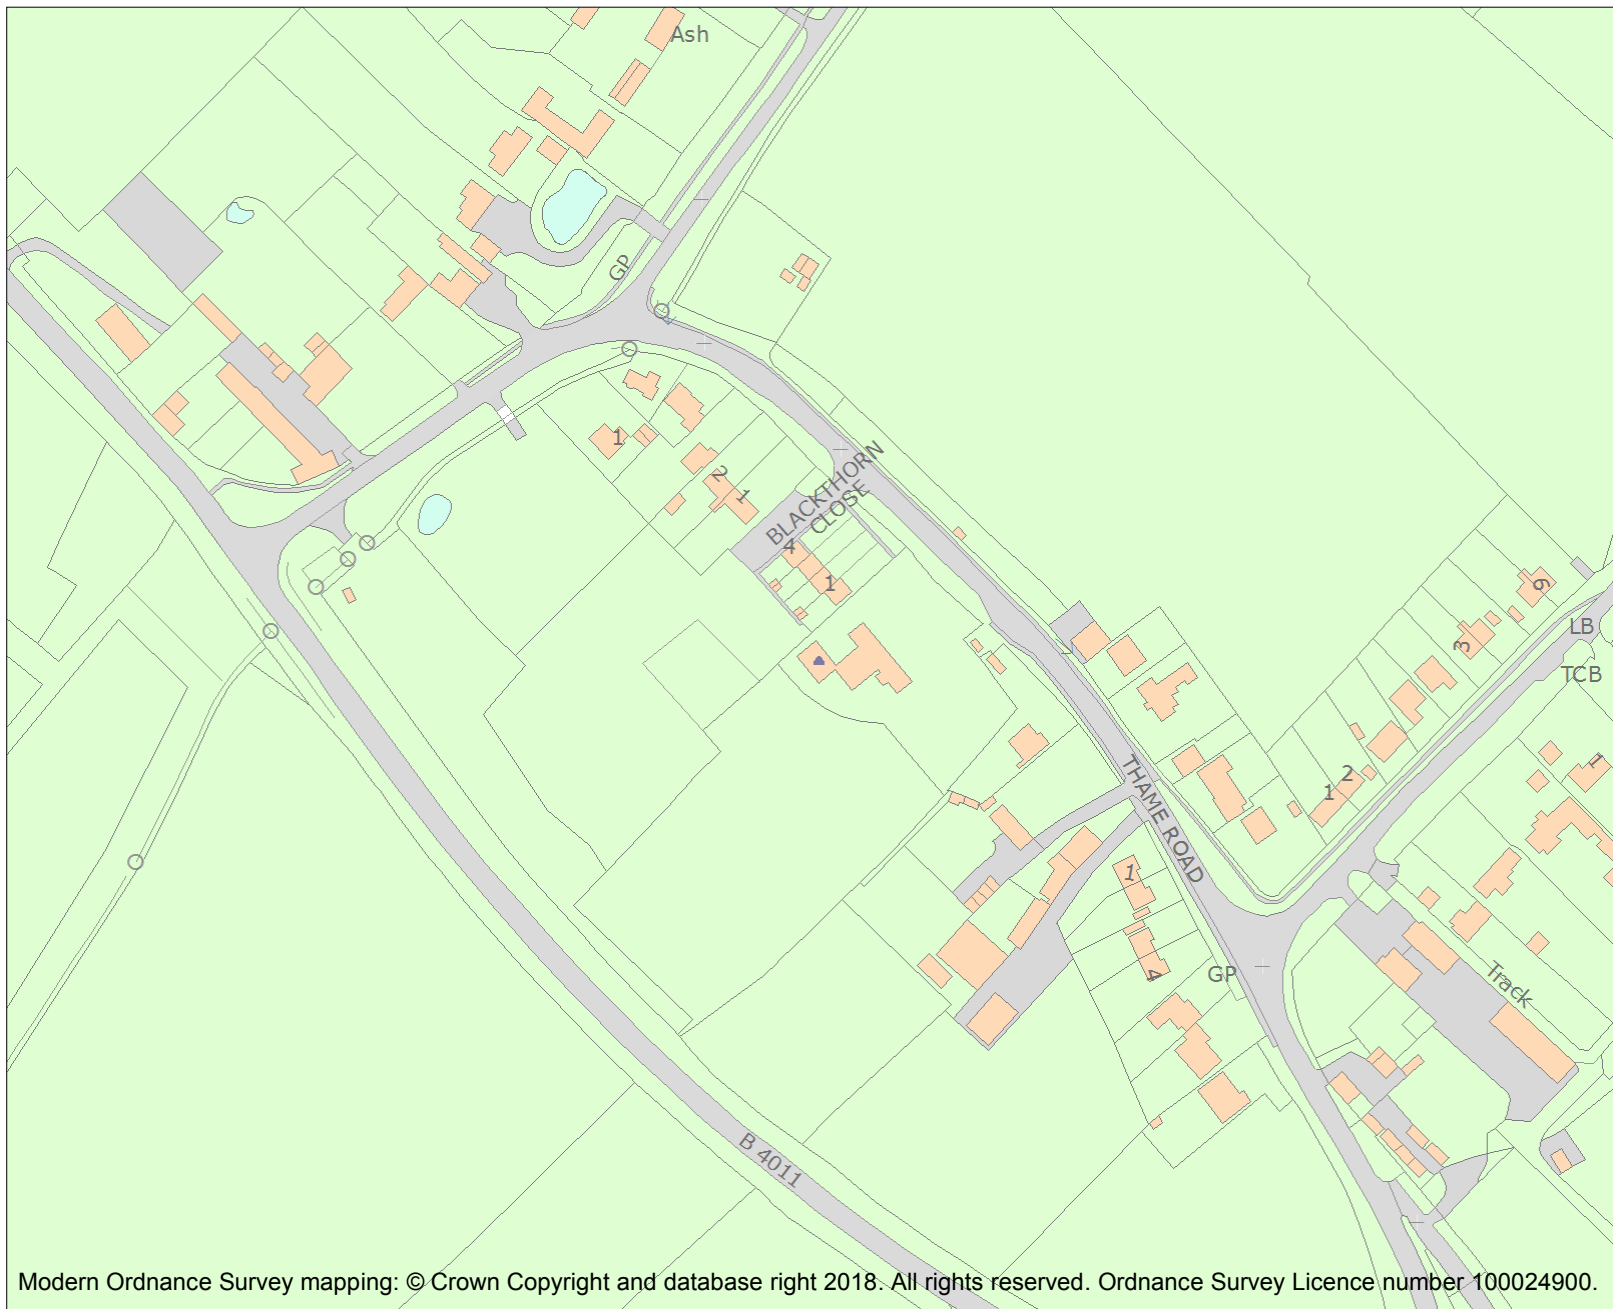 Ash
GP
1
2
1
BLACKTHORN
CLOSE
4
1
9
LB
3
TCB
THAME ROAD
2
1
1
1
4
GP
Track
B 4011
Modern Ordnance Survey mapping: © Crown Copyright and database right 2018. All rights reserved. Ordnance Survey Licence number 100024900.